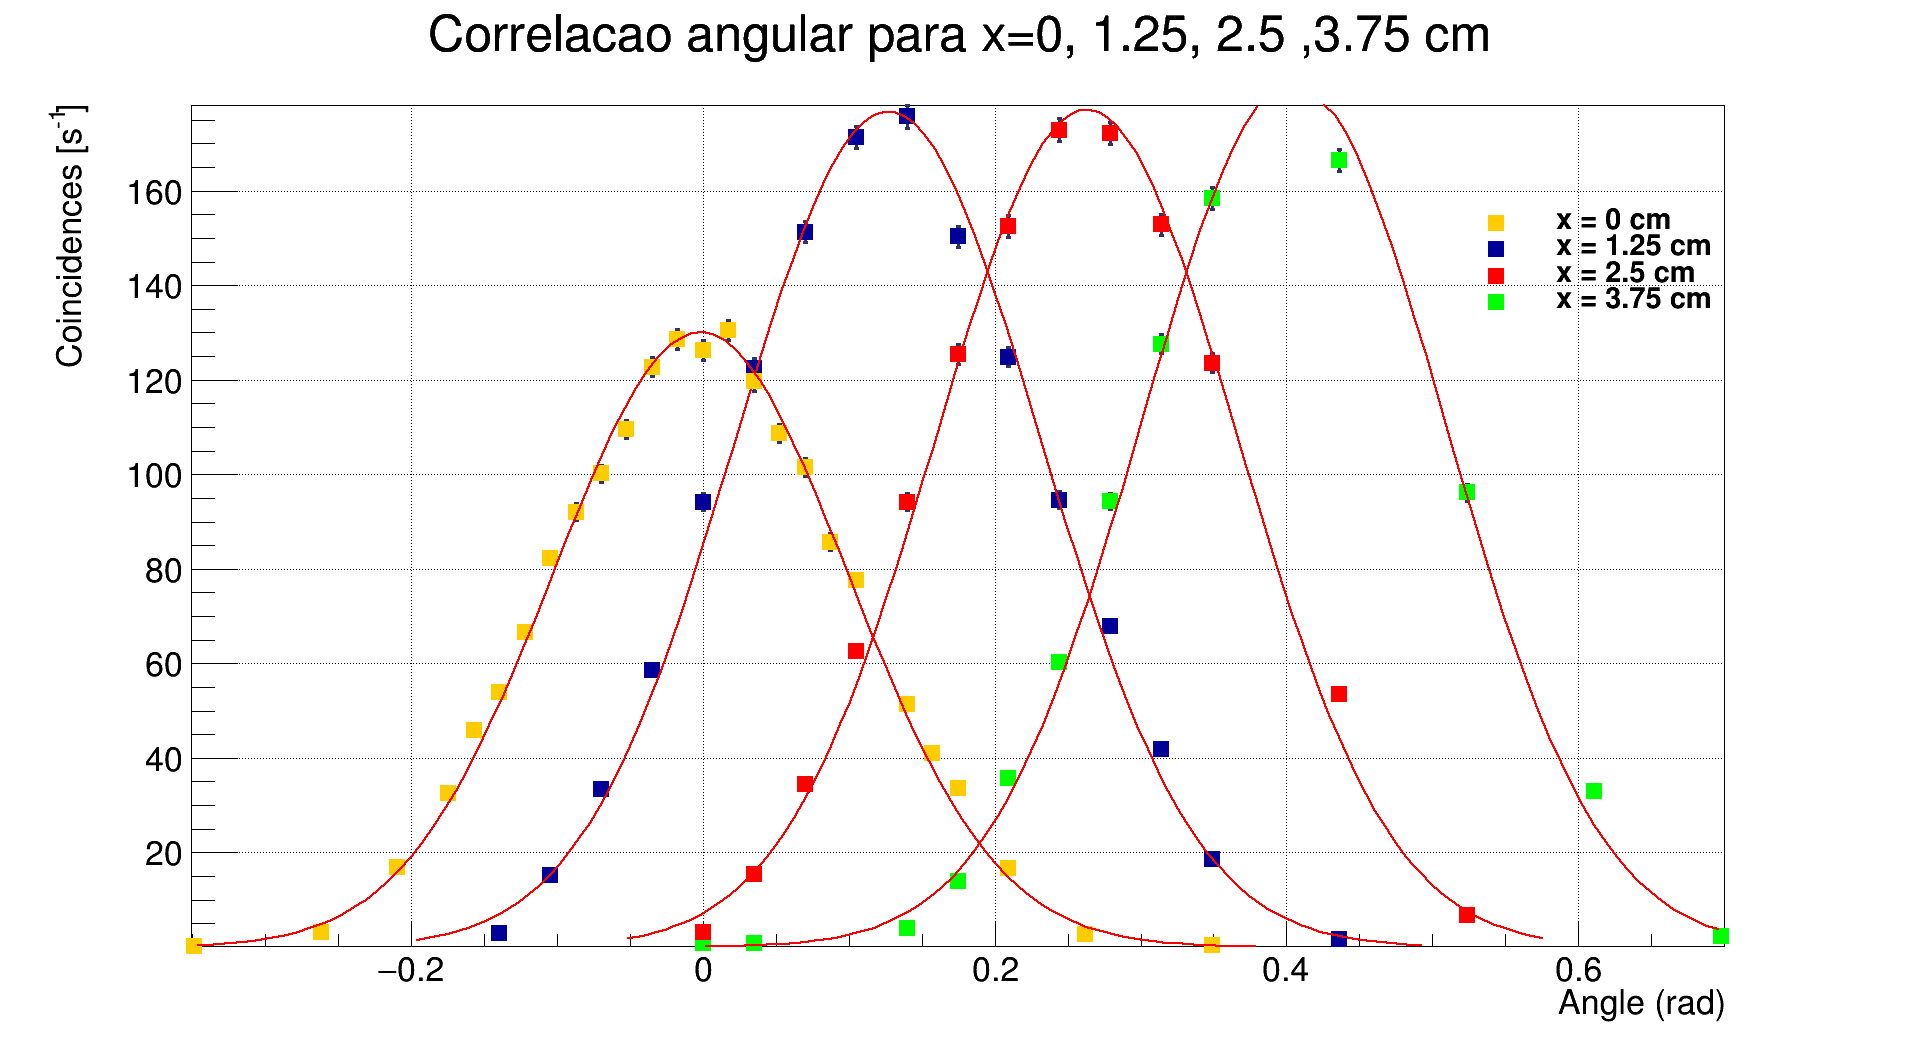 Correlacao angular para x=0, 1.25, 2.5 ,3.75 cm
Coincidences [s-1]
160
140
120
100
80
60
40
20
x = 0 cm
x = 1.25 cm
x = 2.5 cm
x = 3.75 cm
−0.2 0 0.2 0.4 0.6
Angle (rad)